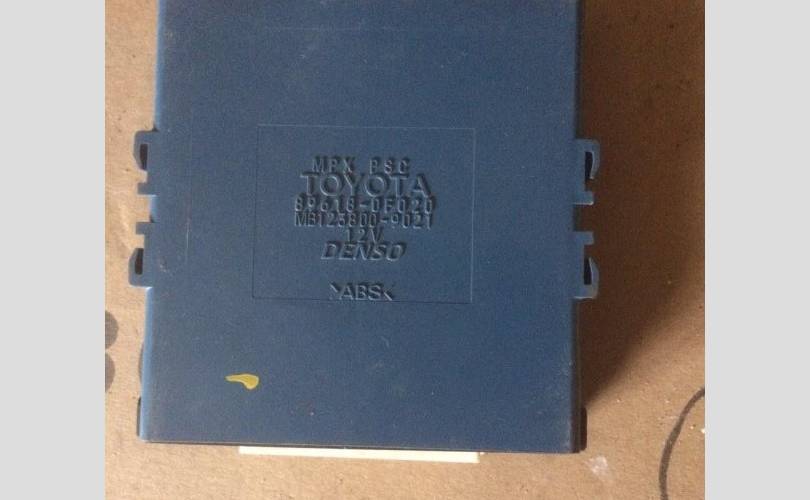 MPX PSC
TOYOTA
89618-0F020
MB123800-9021
12V
DENSO
>ABS<